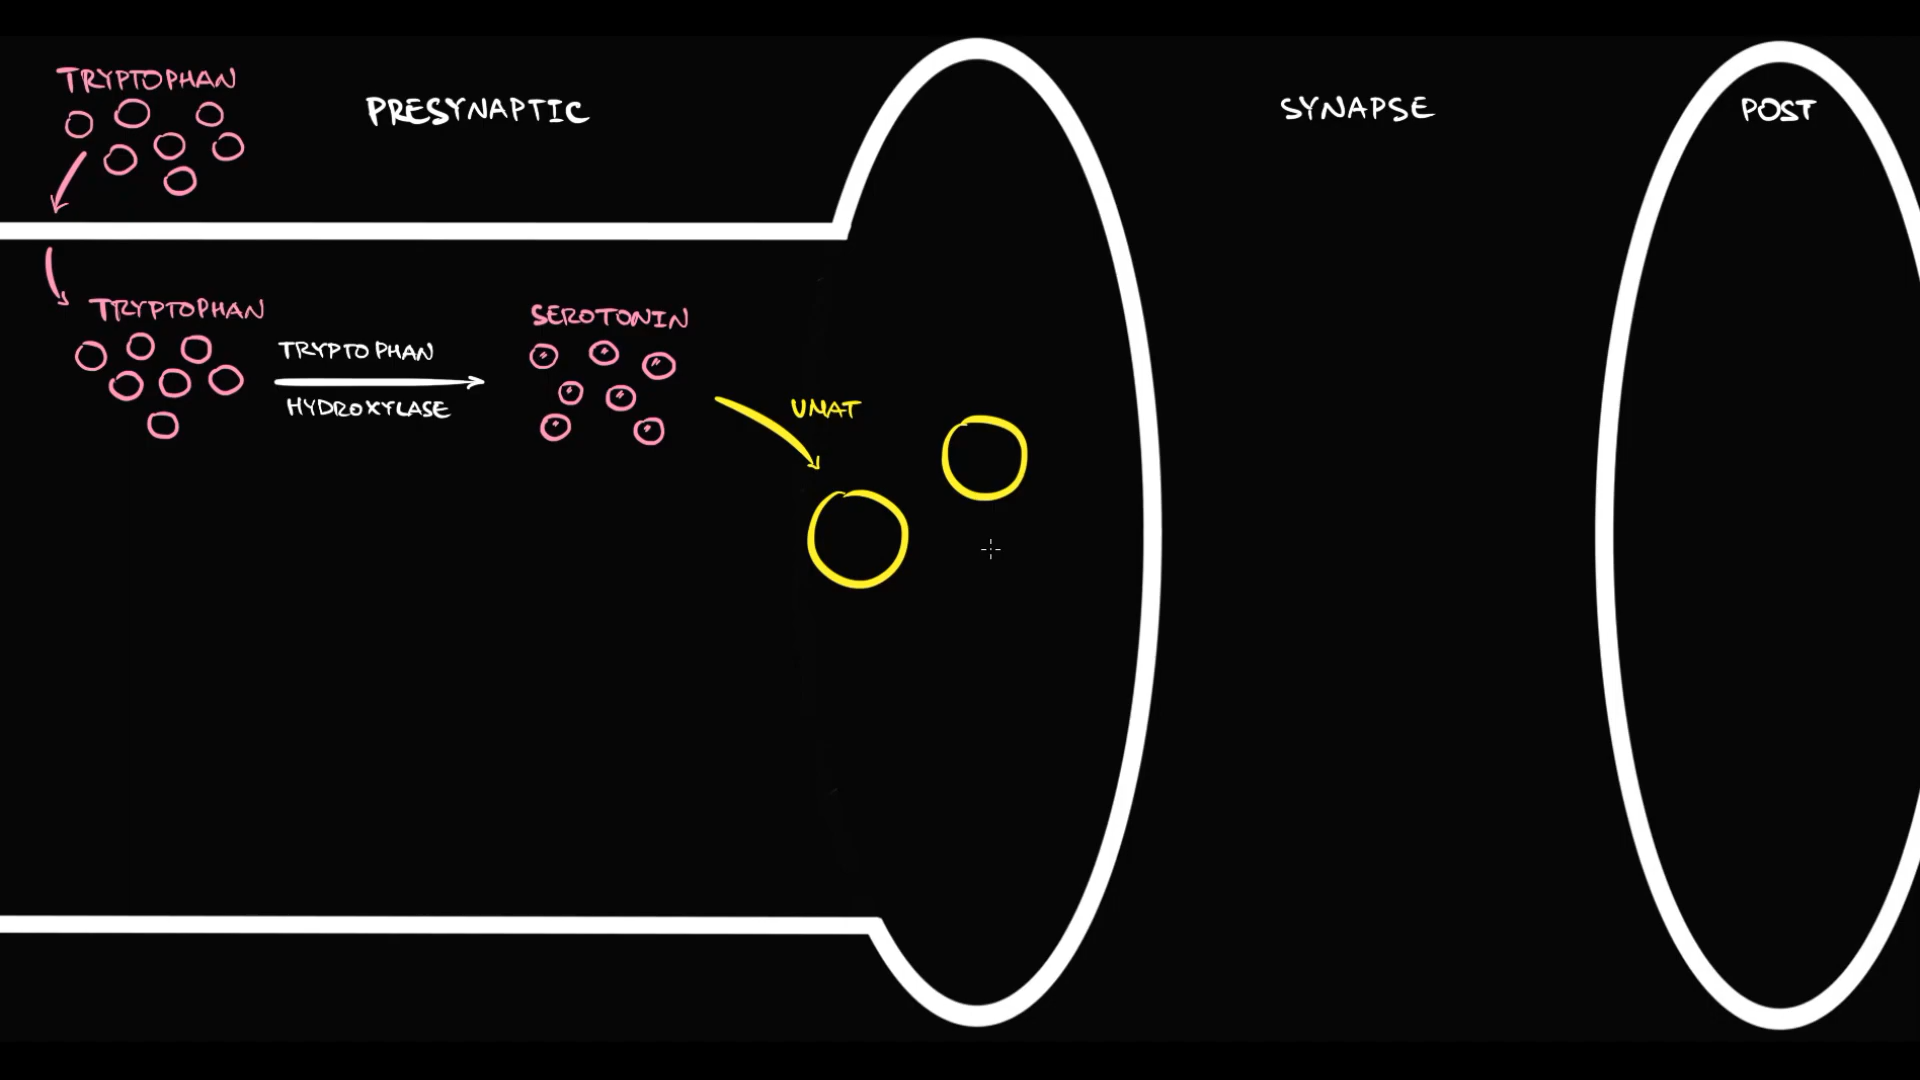 TRYPTOPHAN
PRESYNAPTIC
SYNAPSE
POST
TRYPTOPHAN
TRYPTOPHAN
HYDROXYLASE
SEROTONIN
VMAT